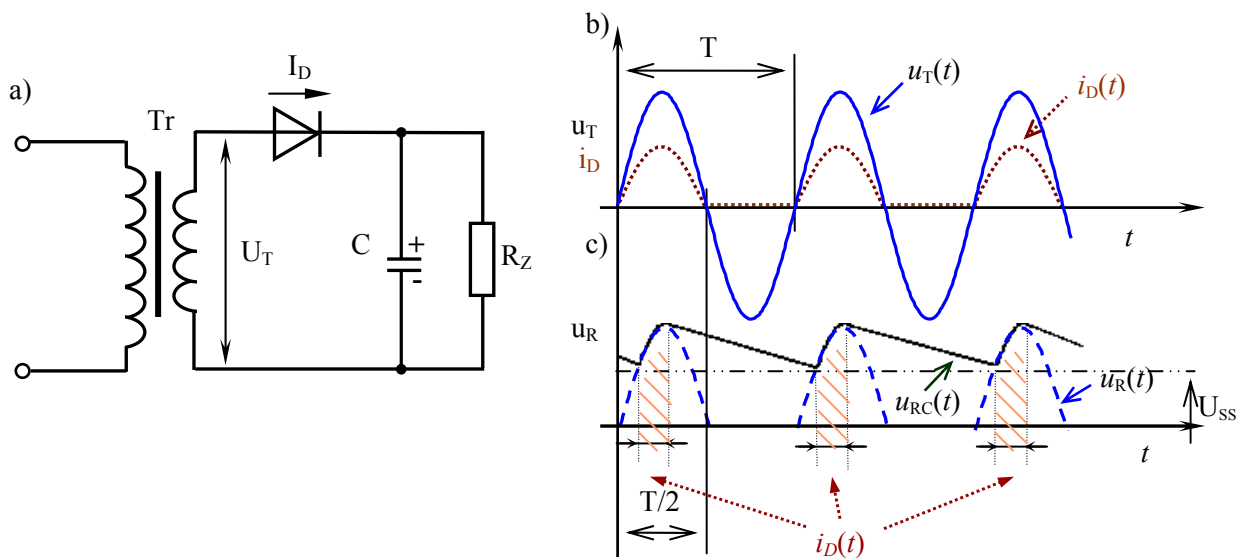 a)
Tr
I_D
U_T
C
+
-
R_Z
b)
T
u_T(t)
i_D(t)
u_T
i_D
t
c)
u_R
u_RC(t)
u_R(t)
U_SS
t
T/2
i_D(t)